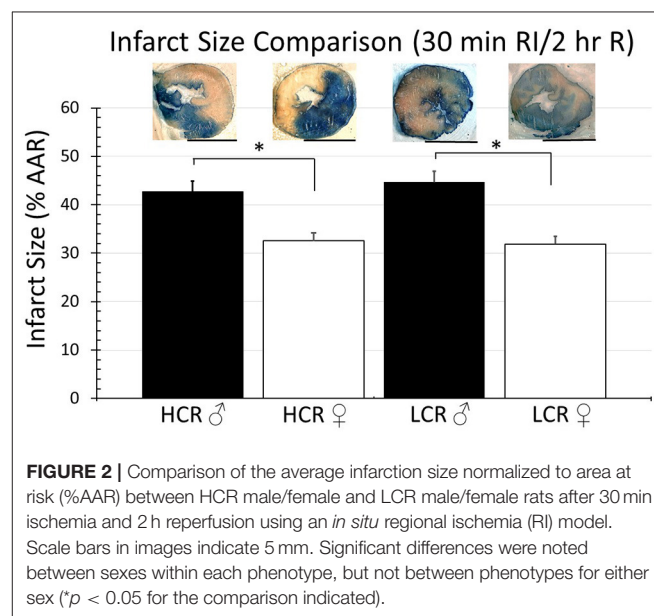 Infarct Size Comparison (30 min RI/2 hr R)
60
50
40
30
20
10
0
Infarct Size (% AAR)
*
*
HCR ♂
HCR ♀
LCR ♂
LCR ♀
FIGURE 2 | Comparison of the average infarction size normalized to area at
risk (%AAR) between HCR male/female and LCR male/female rats after 30 min
ischemia and 2 h reperfusion using an in situ regional ischemia (RI) model.
Scale bars in images indicate 5 mm. Significant differences were noted
between sexes within each phenotype, but not between phenotypes for either
sex (*p < 0.05 for the comparison indicated).